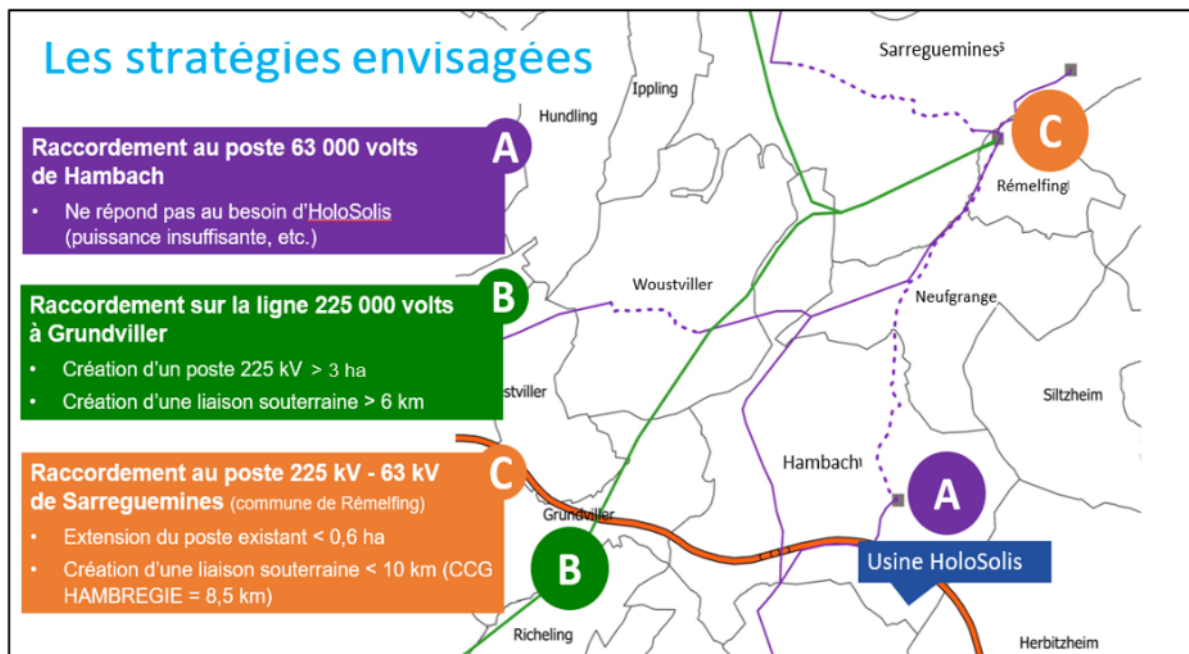 Les stratégies envisagées
Raccordement au poste 63 000 volts
de Hambach
A
• Ne répond pas au besoin d'HoloSolis
(puissance insuffisante, etc.)
Raccordement sur la ligne 225 000 volts
à Grundviller
B
• Création d'un poste 225 kV > 3 ha
• Création d'une liaison souterraine > 6 km
Raccordement au poste 225 kV - 63 kV
de Sarreguemines (commune de Rémelfing)
C
• Extension du poste existant < 0,6 ha
• Création d'une liaison souterraine < 10 km (CCG
HAMBREGIE = 8,5 km)
Sarreguemines
Ippling
Hundling
C
Rémelfing
Woustviller
Neufgrange
stviller
Siltzheim
Hambach
A
Grundviller
B
Usine HoloSolis
Richeling
Herbitzheim